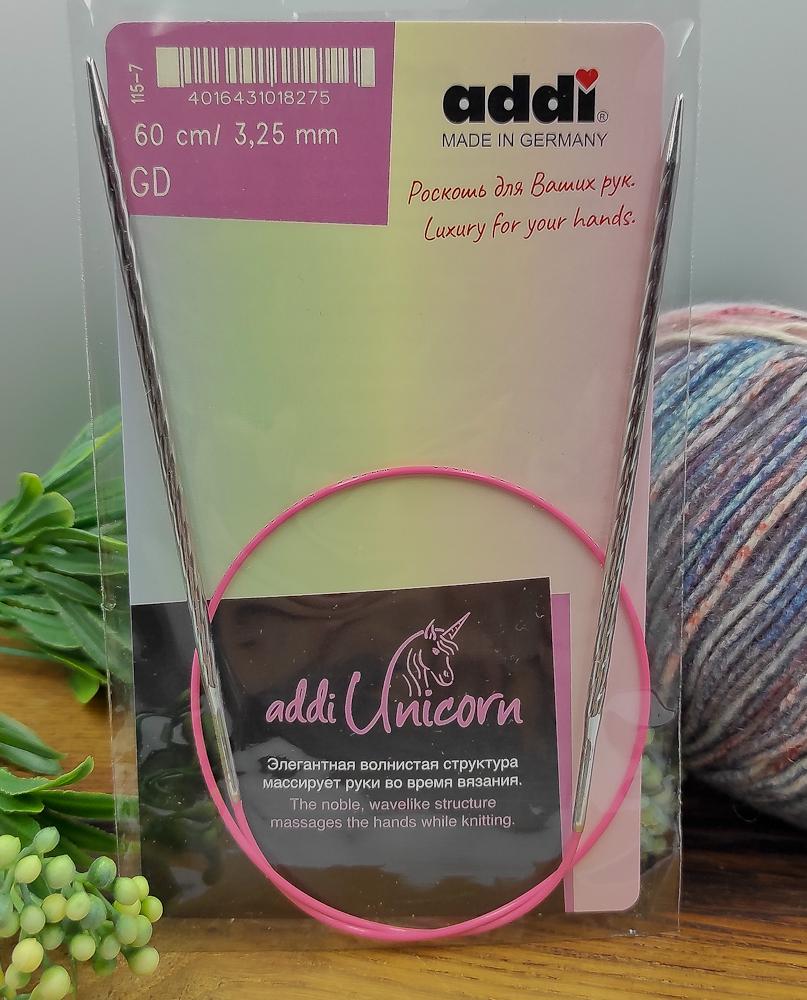 115-7
4016431018275
60 cm/ 3,25 mm
GD
addi®
MADE IN GERMANY
Роскошь для Ваших рук.
Luxury for your hands.
addi Unicorn
Элегантная волнистая структура
массирует руки во время вязания.
The noble, wavelike structure
massages the hands while knitting.